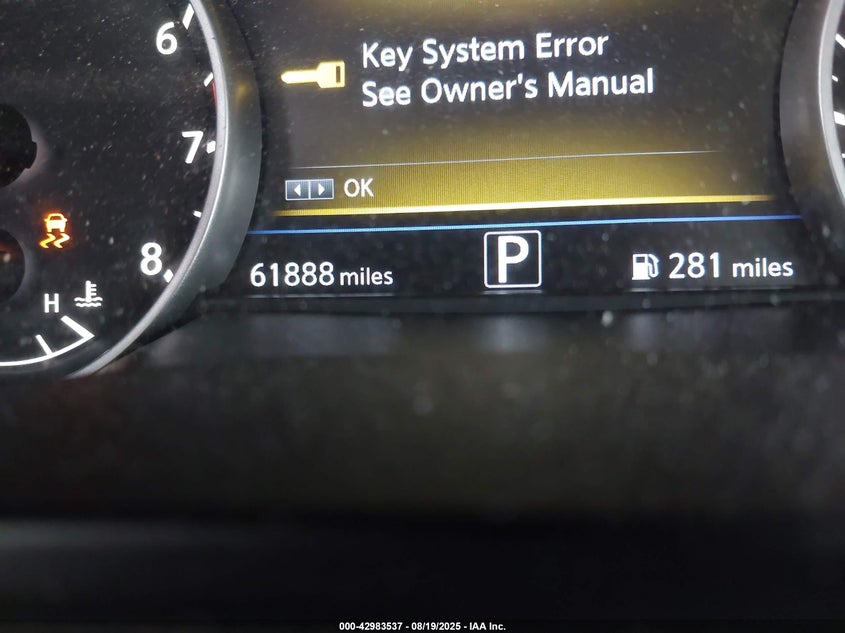 Key System Error
See Owner's Manual
OK
6
7
8
H
61888 miles
P
281 miles
000-42983537 - 08/19/2025 - IAA Inc.